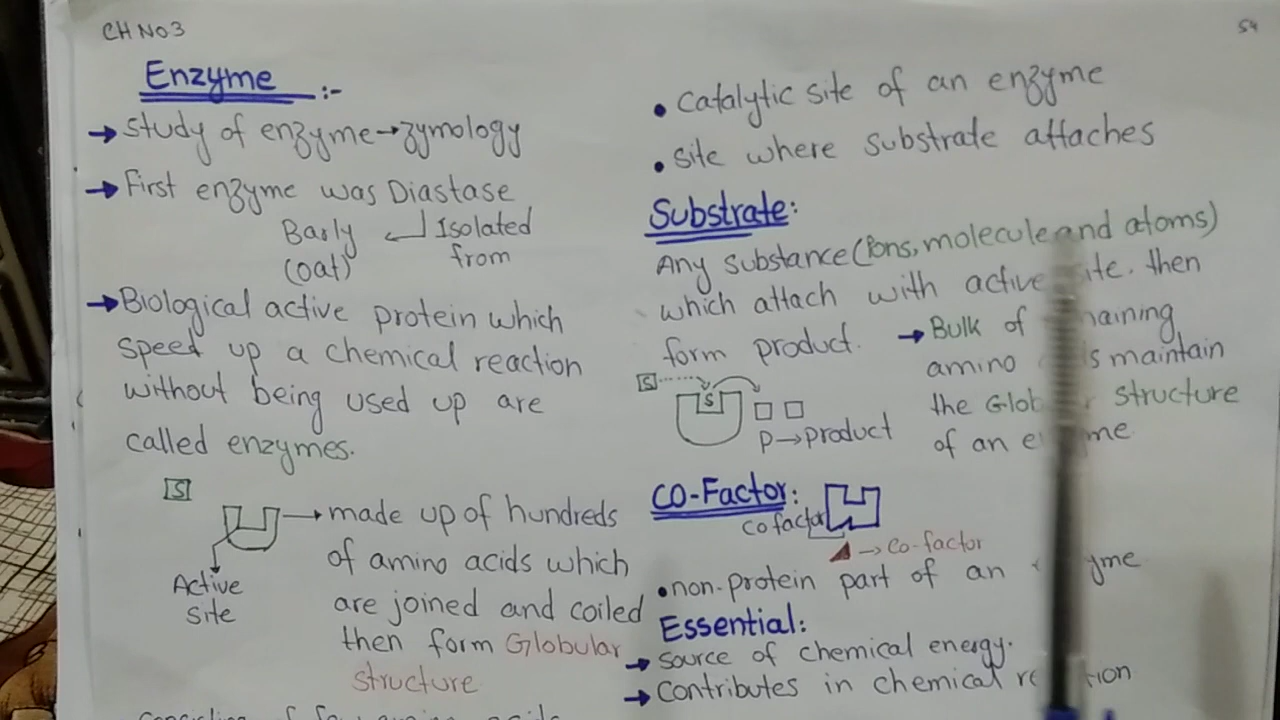 CH NO3
54
Enzyme :-
→ study of enzyme → zymology
→ First enzyme was Diastase
Barly ↵ Isolated
(oat) from
→ Biological active protein which
speed up a chemical reaction
without being used up are
called enzymes.
S
→ made up of hundreds
of amino acids which
Active
site
are joined and coiled
then form Globular
structure
• Catalytic site of an enzyme
• site where substrate attaches
Substrate:
Any substance (Ions, molecule and atoms)
which attach with active site. then
form product.
→ Bulk of
amino maintain
the structure
of an
S
S
P → product
CO-Factor:
cofactor
→ co-factor
• non-protein part of an
Essential:
→ source of chemical energy.
→ Contributes in chemical